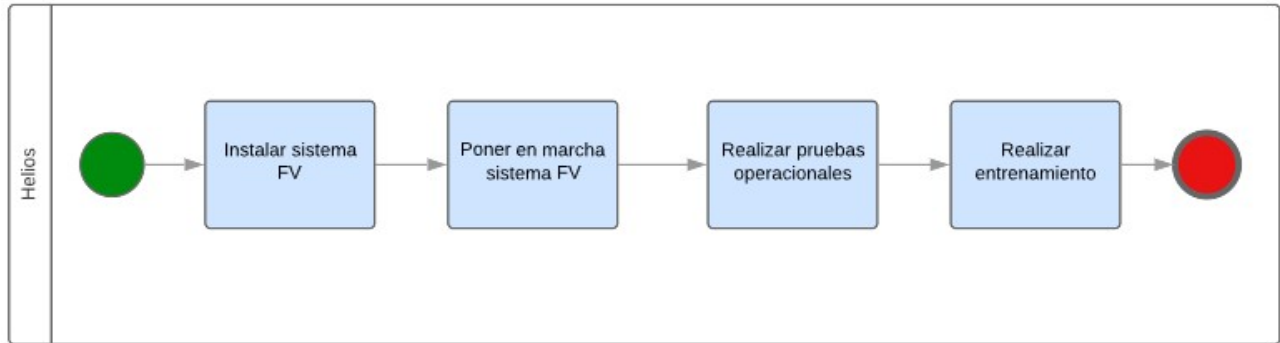 Helios
Instalar sistema
FV
Poner en marcha
sistema FV
Realizar pruebas
operacionales
Realizar
entrenamiento